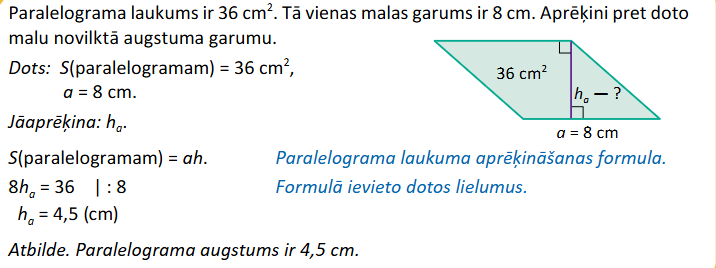 Paralelograma laukums ir 36 cm². Tā vienas malas garums ir 8 cm. Aprēķini pret doto
malu novilktā augstuma garumu.
Dots: S(paralelogramam) = 36 cm²,
a = 8 cm.
36 cm²
hₐ — ?
a = 8 cm
Jāaprēķina: hₐ.
S(paralelogramam) = ah. Paralelograma laukuma aprēķināšanas formula.
8hₐ = 36 | : 8 Formulā ievieto dotos lielumus.
hₐ = 4,5 (cm)
Atbilde. Paralelograma augstums ir 4,5 cm.